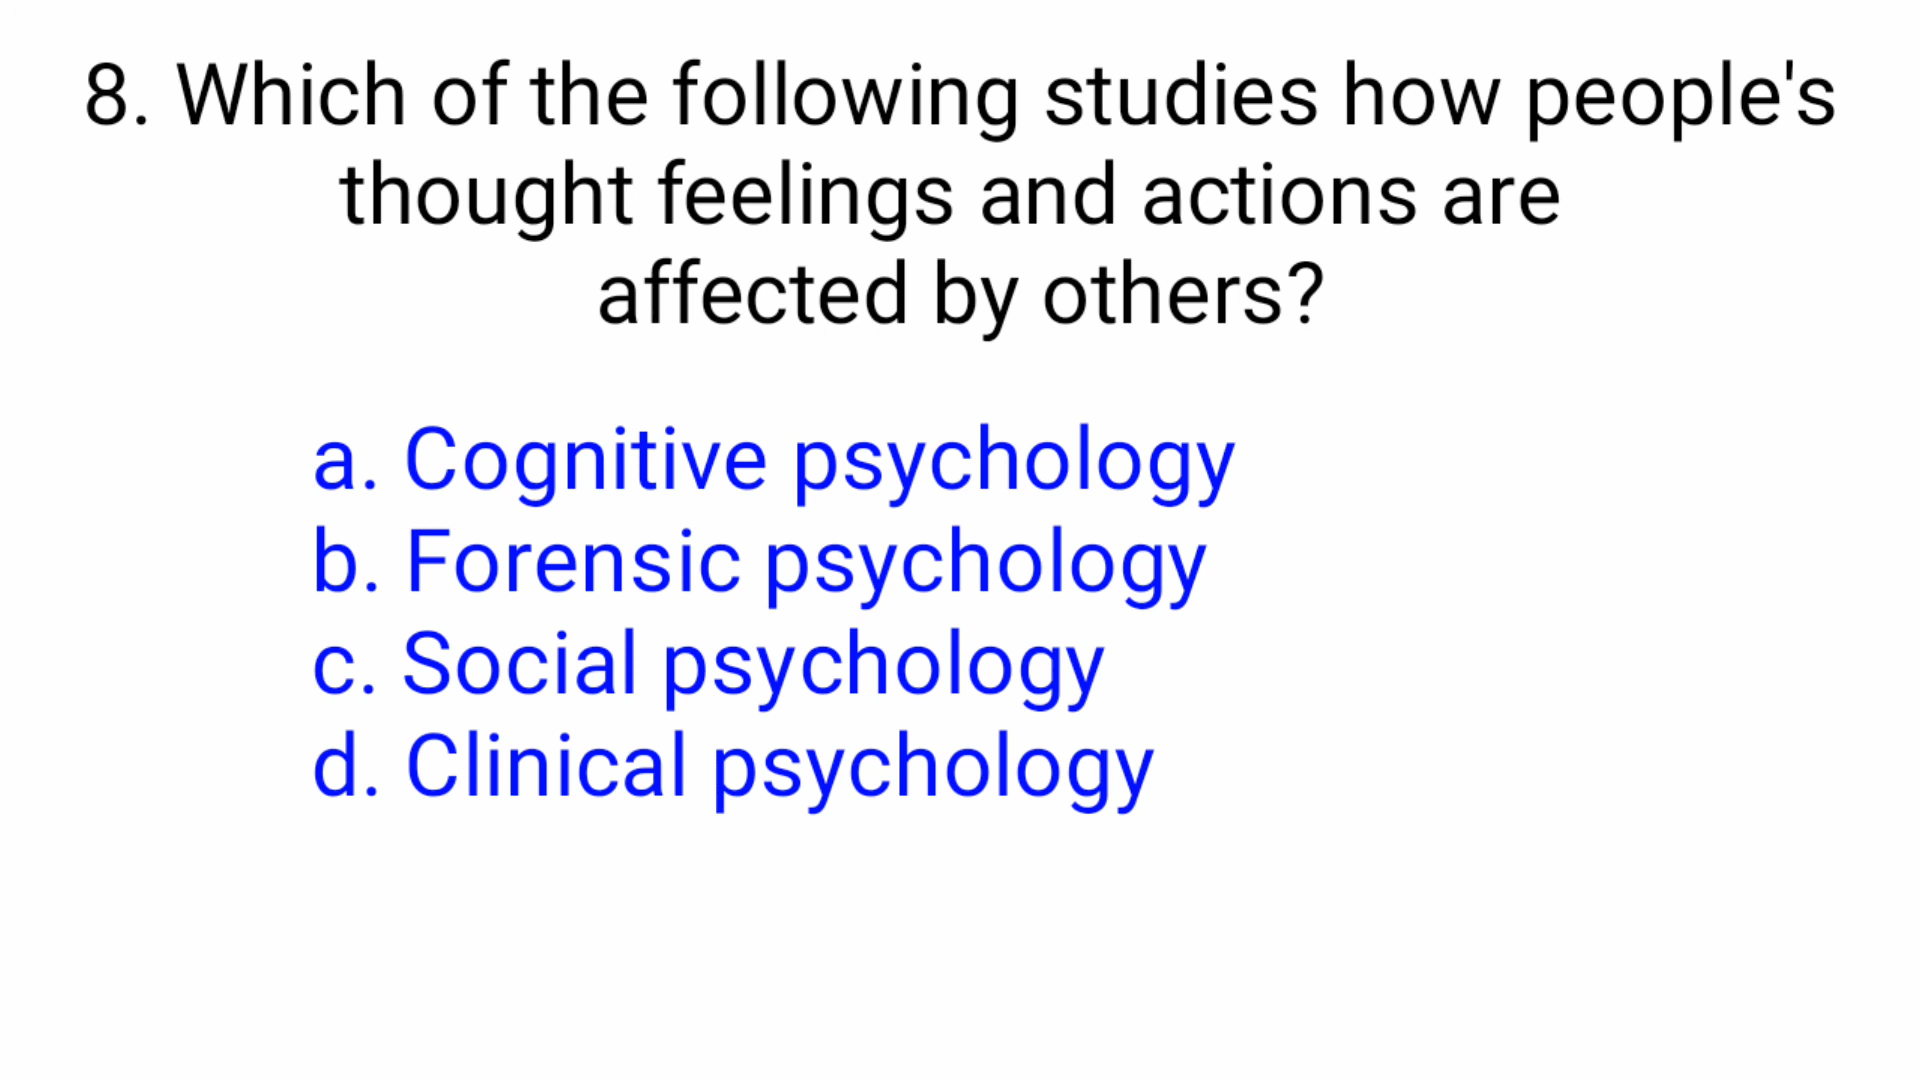 8. Which of the following studies how people's
thought feelings and actions are
affected by others?
a. Cognitive psychology
b. Forensic psychology
c. Social psychology
d. Clinical psychology